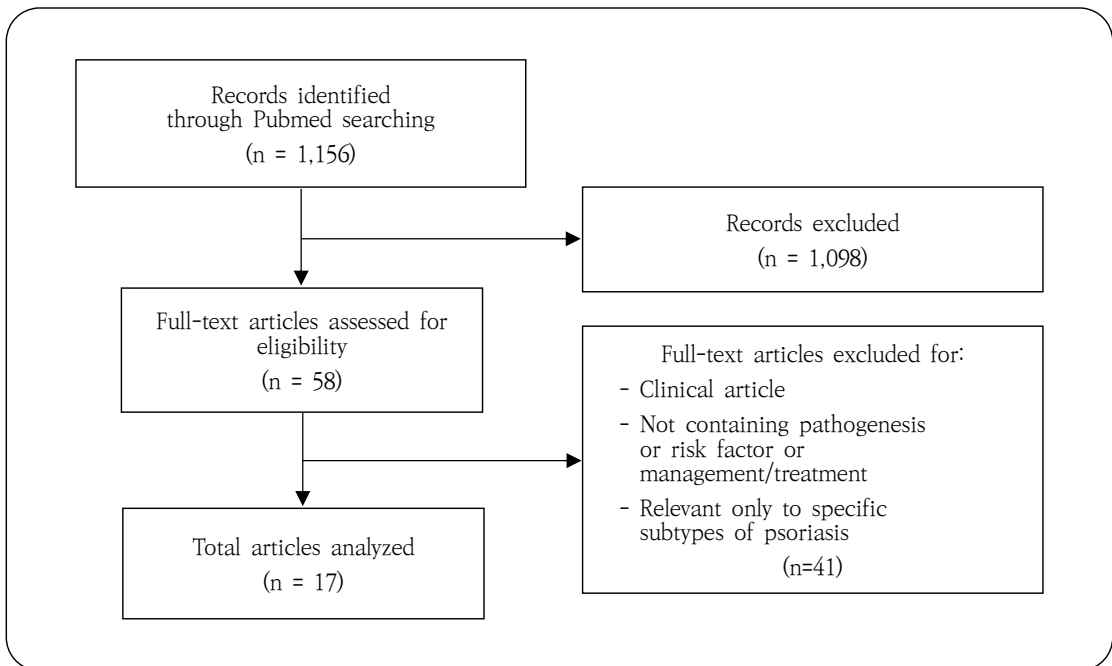 Records identified
through Pubmed searching
(n = 1,156)
Records excluded
(n = 1,098)
Full-text articles assessed for
eligibility
(n = 58)
Full-text articles excluded for:
- Clinical article
- Not containing pathogenesis
or risk factor or
management/treatment
- Relevant only to specific
subtypes of psoriasis
(n=41)
Total articles analyzed
(n = 17)